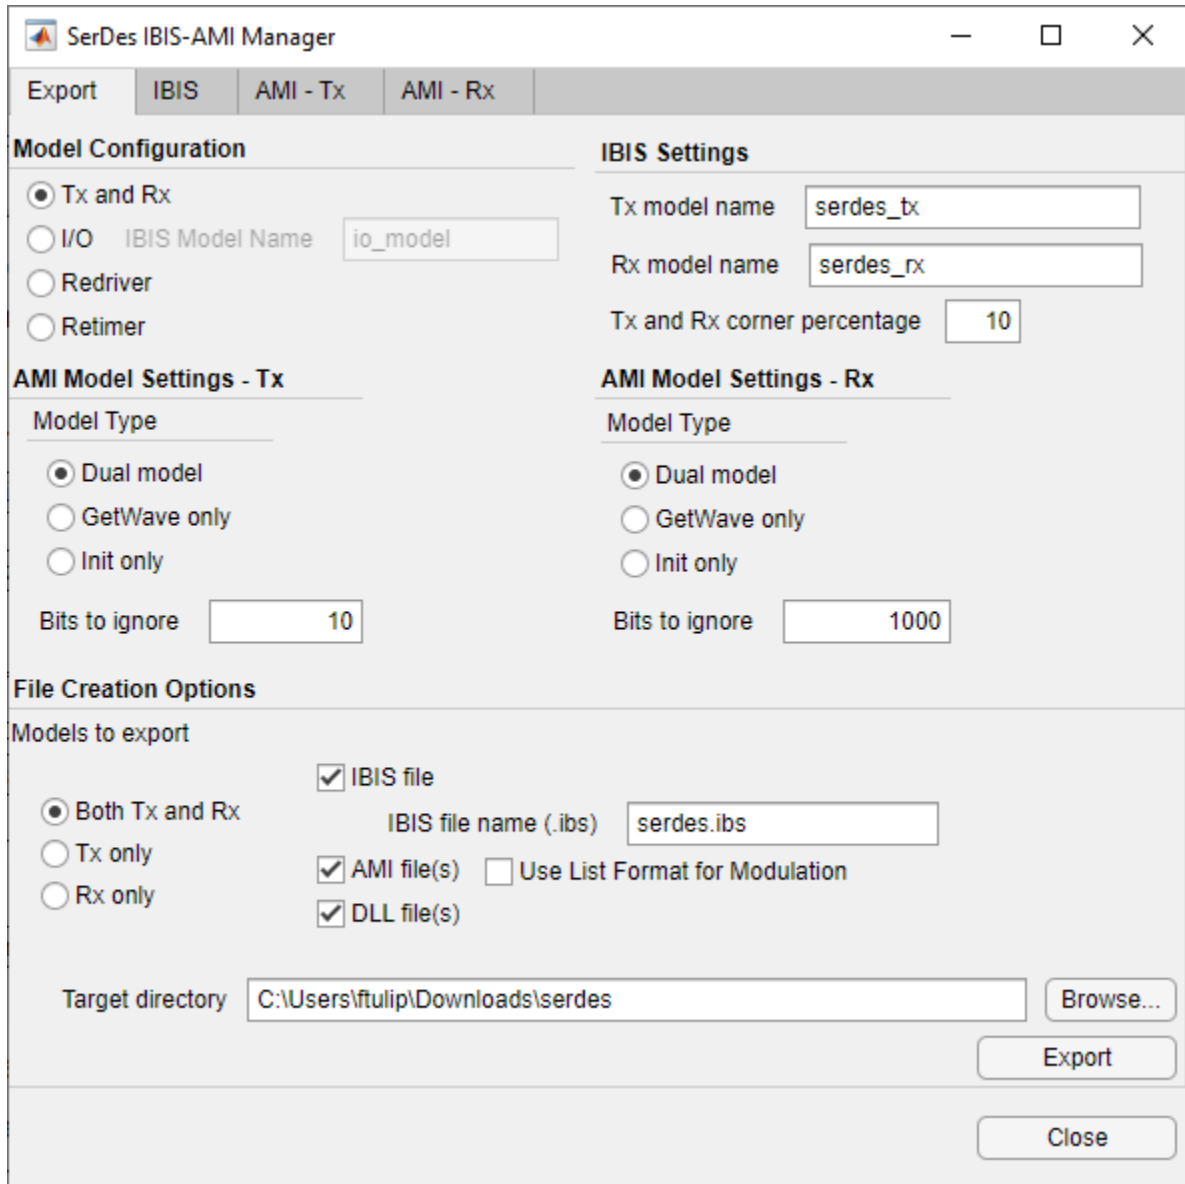 SerDes IBIS-AMI Manager
Export IBIS AMI - Tx AMI - Rx
Model Configuration
Tx and Rx
I/O IBIS Model Name io_model
Redriver
Retimer
IBIS Settings
Tx model name serdes_tx
Rx model name serdes_rx
Tx and Rx corner percentage 10
AMI Model Settings - Tx
Model Type
Dual model
GetWave only
Init only
Bits to ignore 10
AMI Model Settings - Rx
Model Type
Dual model
GetWave only
Init only
Bits to ignore 1000
File Creation Options
Models to export
Both Tx and Rx
Tx only
Rx only
IBIS file
IBIS file name (.ibs) serdes.ibs
AMI file(s) Use List Format for Modulation
DLL file(s)
Target directory C:\Users\ftulip\Downloads\serdes Browse...
Export
Close